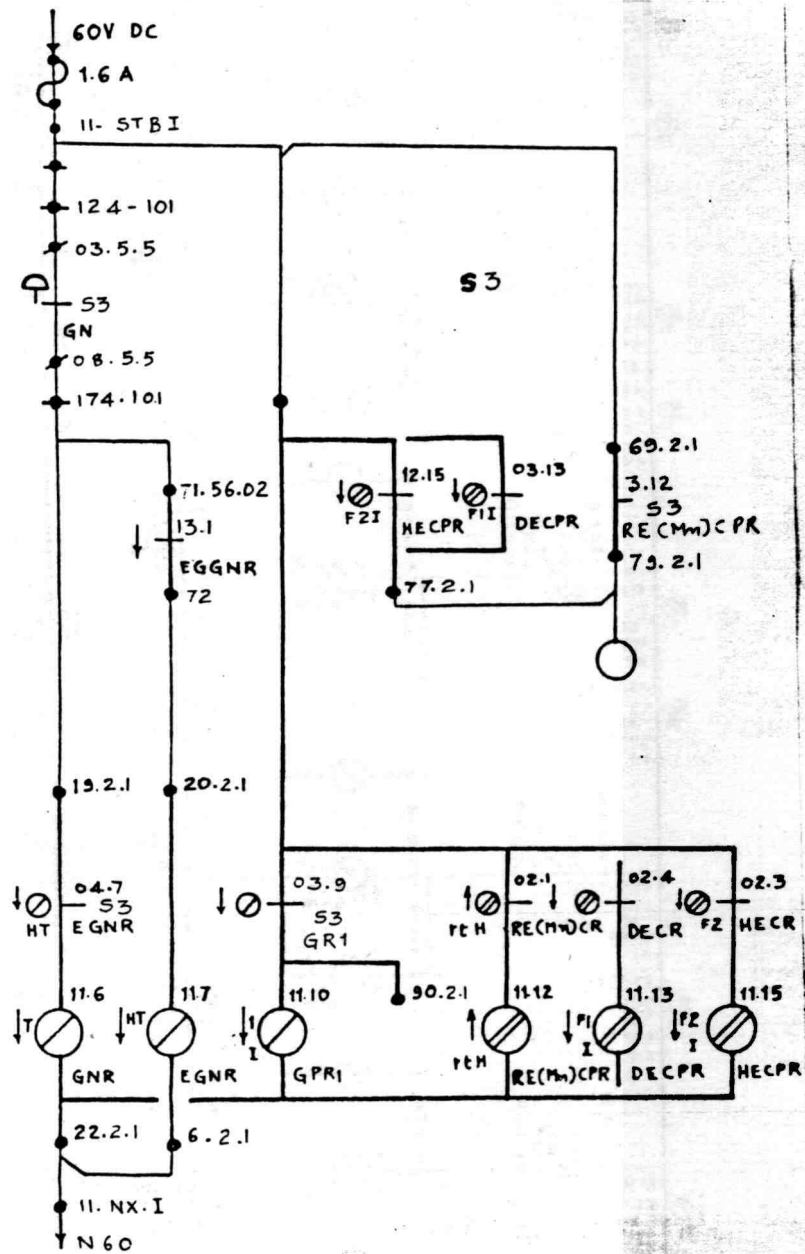 60V DC
1.6 A
11- STB I
124-101
03.5.5
S3
GN
08.5.5
174.101
S3
71.56.02
13.1
EGGNR
72
12.15
F2I
HECPR
03.13
F1I
DECPR
77.2.1
69.2.1
3.12
S3
RE(Mm)CPR
79.2.1
19.2.1
20.2.1
04.7
S3
HT
EGNR
03.9
S3
GR1
90.2.1
02.1
rtH
RE(Mm)CR
02.4
DECR
02.3
F2
HECR
11.6
T
GNR
11.7
HT
EGNR
11.10
1
I
GPR1
11.12
rtH
RE(Mm)CPR
11.13
F1
I
DECPR
11.15
F2
I
HECPR
22.2.1
6.2.1
11. NX. I
N 60